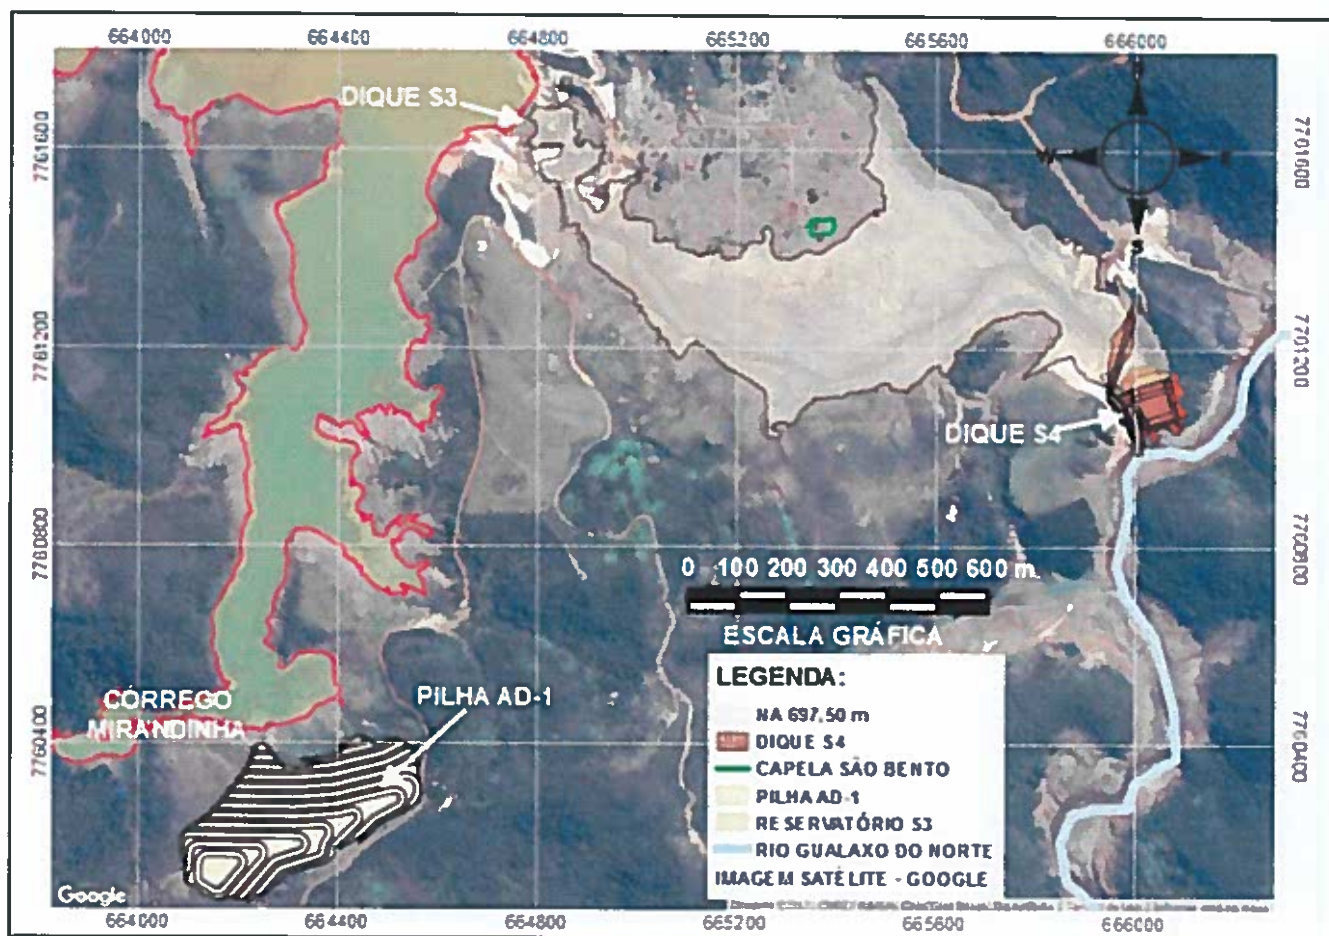 664000 664400 664800 665200 665600 666000
DIQUE S3
7761600
7701600
W
E
S
7761200
7701200
DIQUE S4
7760800
7700800
0 100 200 300 400 500 600 m.
ESCALA GRÁFICA
LEGENDA:
NA 697,50 m
DIQUE S4
CAPELA SÃO BENTO
PILHA AD-1
RESERVATÓRIO S3
RIO GUALAXO DO NORTE
IMAGEM SATÉLITE - GOOGLE
CÓRREGO
MIRANDINHA
PILHA AD-1
7760400
7760400
Google
664000 664400 664800 665200 665600 666000